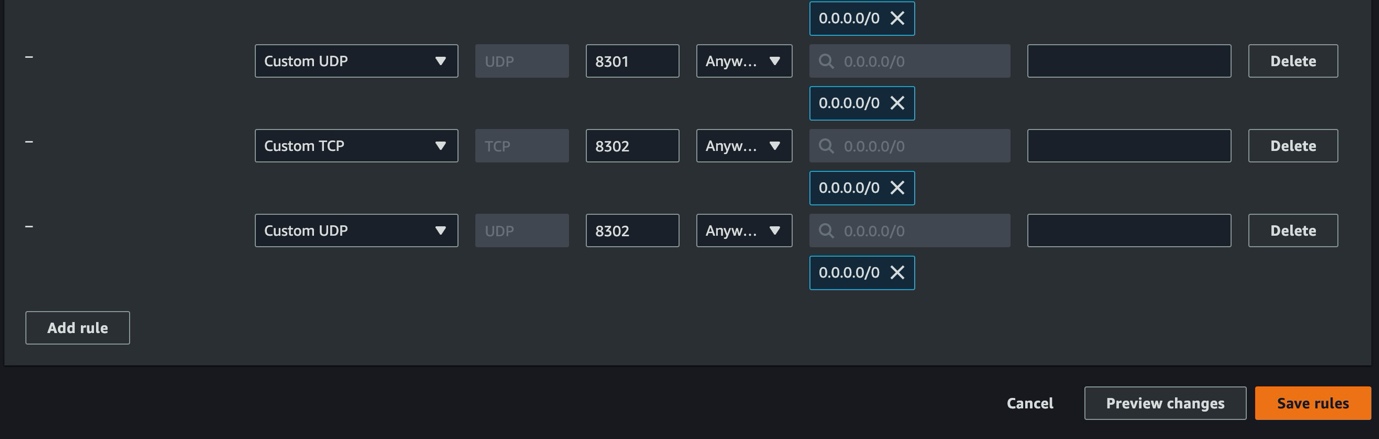 0.0.0.0/0
– Custom UDP UDP 8301 Anyw... 0.0.0.0/0 Delete
0.0.0.0/0
– Custom TCP TCP 8302 Anyw... 0.0.0.0/0 Delete
0.0.0.0/0
– Custom UDP UDP 8302 Anyw... 0.0.0.0/0 Delete
0.0.0.0/0
Add rule
Cancel Preview changes Save rules